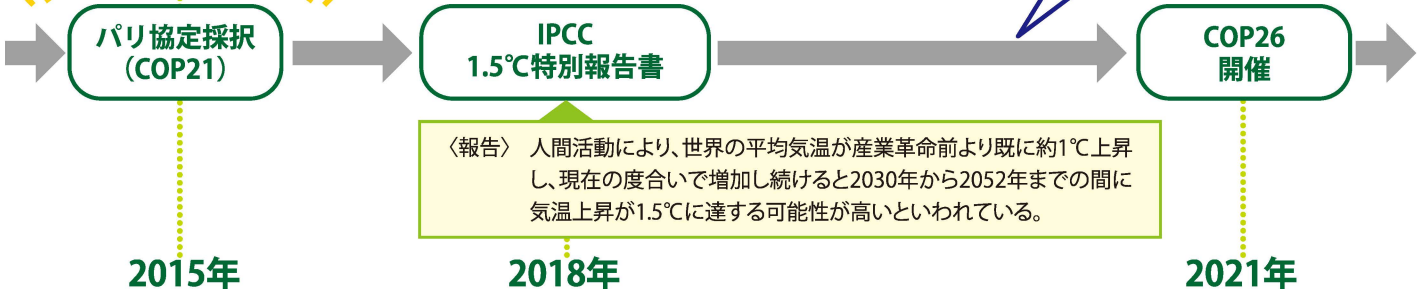 パリ協定採択
（COP21）
IPCC
1.5℃特別報告書
COP26
開催
〈報告〉 人間活動により、世界の平均気温が産業革命前より既に約1℃上昇
し、現在の度合いで増加し続けると2030年から2052年までの間に
気温上昇が1.5℃に達する可能性が高いといわれている。
2015年
2018年
2021年